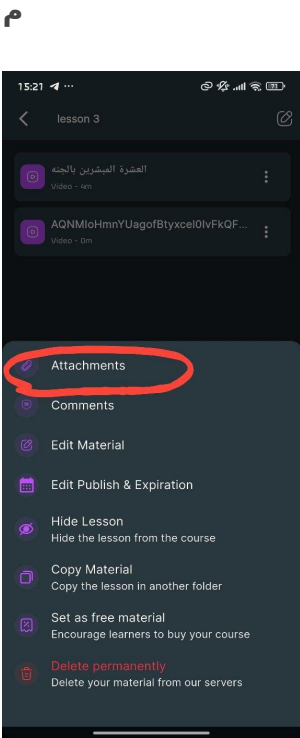 م
15:21
lesson 3
العشرة المبشرين بالجنه
Video - 4m
AQNMIoHmnYUagofBtyxcel0IvFkQF...
Video - 0m
Attachments
Comments
Edit Material
Edit Publish & Expiration
Hide Lesson
Hide the lesson from the course
Copy Material
Copy the lesson in another folder
Set as free material
Encourage learners to buy your course
Delete permanently
Delete your material from our servers